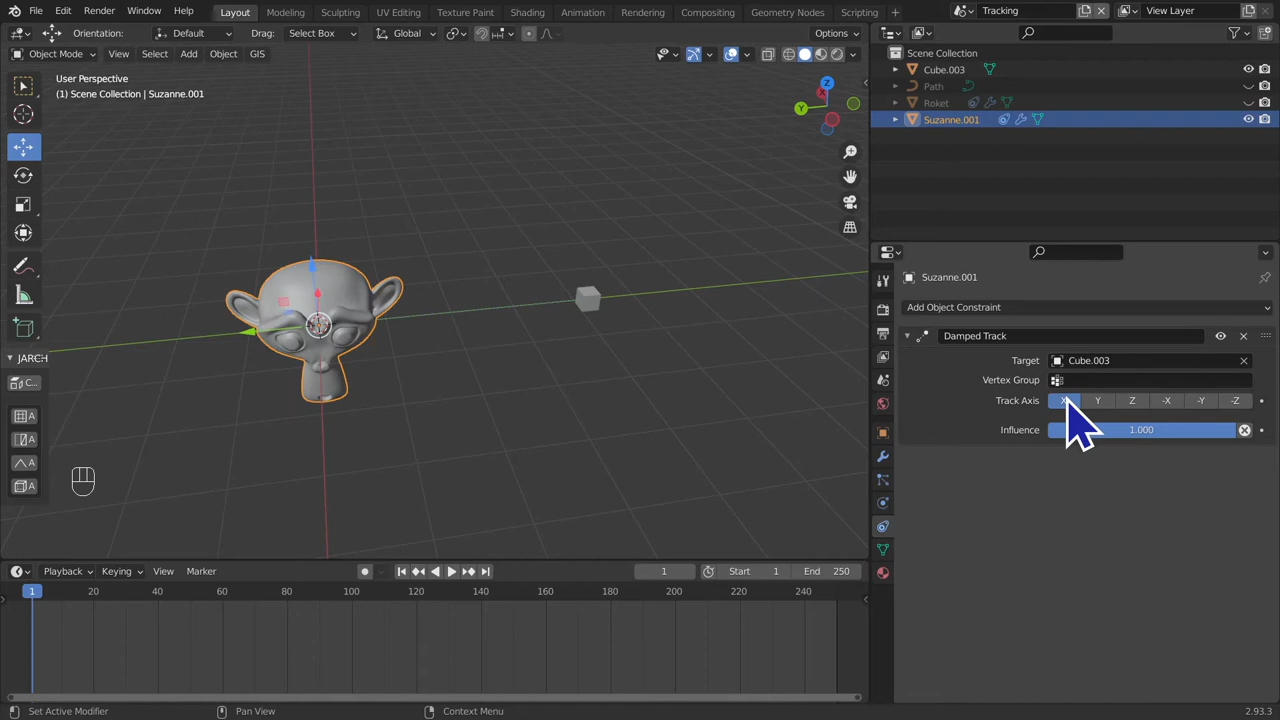 File Edit Render Window Help Layout Modeling Sculpting UV Editing Texture Paint Shading Animation Rendering Compositing Geometry Nodes Scripting + Tracking View Layer
Orientation: Default Drag: Select Box Global Options
Object Mode View Select Add Object GIS
User Perspective
(1) Scene Collection | Suzanne.001
Z
X
Y
JARCH
C...
A
A
A
A
Scene Collection
Cube.003
Path
Roket
Suzanne.001
Suzanne.001
Add Object Constraint
Damped Track
Target Cube.003
Vertex Group
Track Axis X Y Z -X -Y -Z
Influence 1.000
Playback Keying View Marker 1 Start 1 End 250
1 20 40 60 80 100 120 140 160 180 200 220 240
Set Active Modifier Pan View Context Menu 2.93.3